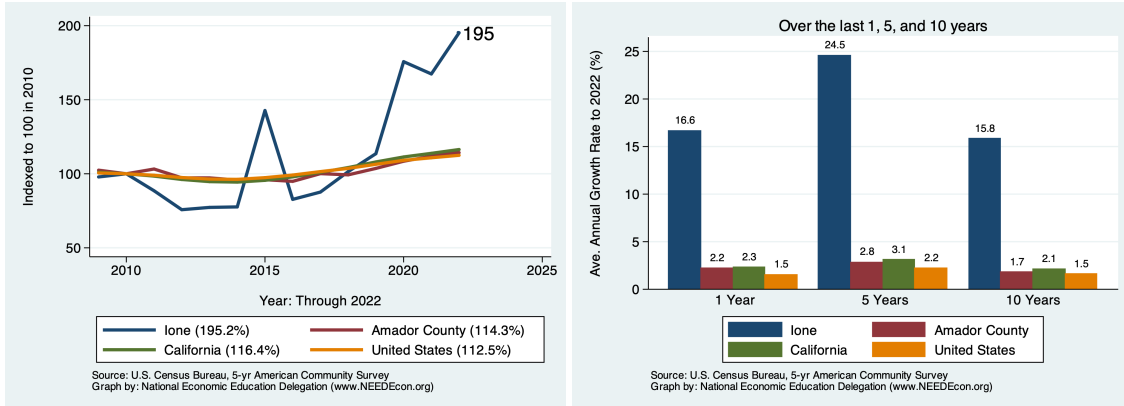 195
200
150
100
50
Indexed to 100 in 2010
2010 2015 2020 2025
Year: Through 2022
Ione (195.2%) Amador County (114.3%)
California (116.4%) United States (112.5%)
Source: U.S. Census Bureau, 5-yr American Community Survey
Graph by: National Economic Education Delegation (www.NEEDEcon.org)
Over the last 1, 5, and 10 years
Ave. Annual Growth Rate to 2022 (%)
25
20
15
10
5
0
16.6 2.2 2.3 1.5
24.5 2.8 3.1 2.2
15.8 1.7 2.1 1.5
1 Year 5 Years 10 Years
Ione Amador County
California United States
Source: U.S. Census Bureau, 5-yr American Community Survey
Graph by: National Economic Education Delegation (www.NEEDEcon.org)